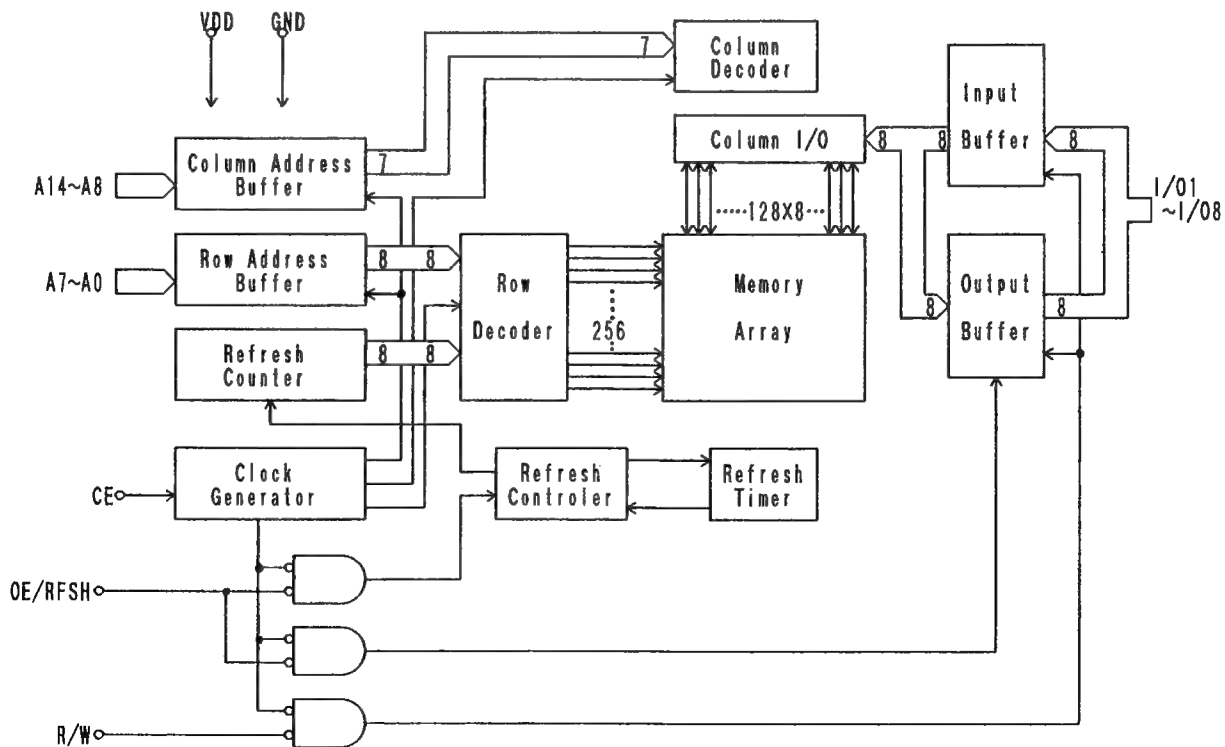 VDD GND
Column
Decoder
7
Input
Buffer
Column I/O
8
8
8
A14~A8
Column Address
Buffer
7
I/O1
~I/O8
128X8
A7~A0
Row Address
Buffer
8
8
Row
Decoder
256
Memory
Array
8
Output
Buffer
8
Refresh
Counter
8
8
CE
Clock
Generator
Refresh
Controler
Refresh
Timer
OE/RFSH
R/W